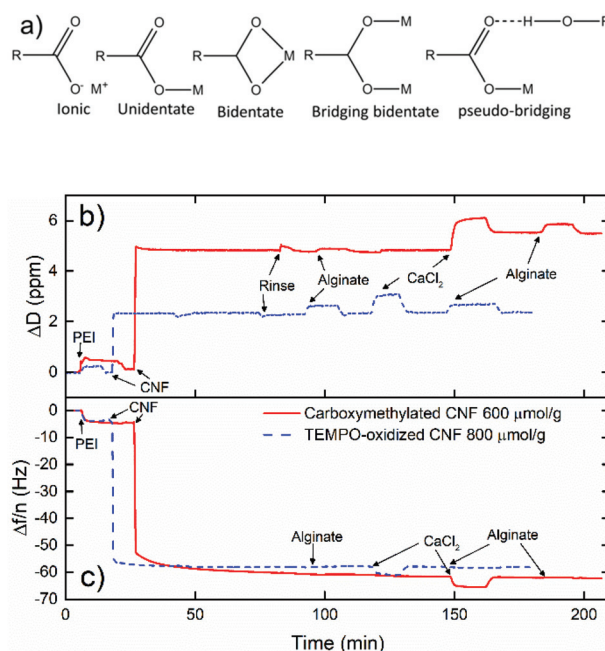 a)
O O O O—M O----H—O—R
R R R M R R
O⁻ M⁺ O—M O O—M O—M
Ionic Unidentate Bidentate Bridging bidentate pseudo-bridging
b)
ΔD (ppm)
6
4
2
0
PEI
CNF
Rinse
Alginate
CaCl₂
Alginate
c)
Δf/n (Hz)
0
-10
-20
-30
-40
-50
-60
-70
CNF
PEI
Carboxymethylated CNF 600 μmol/g
TEMPO-oxidized CNF 800 μmol/g
Alginate
CaCl₂
Alginate
0 50 100 150 200
Time (min)